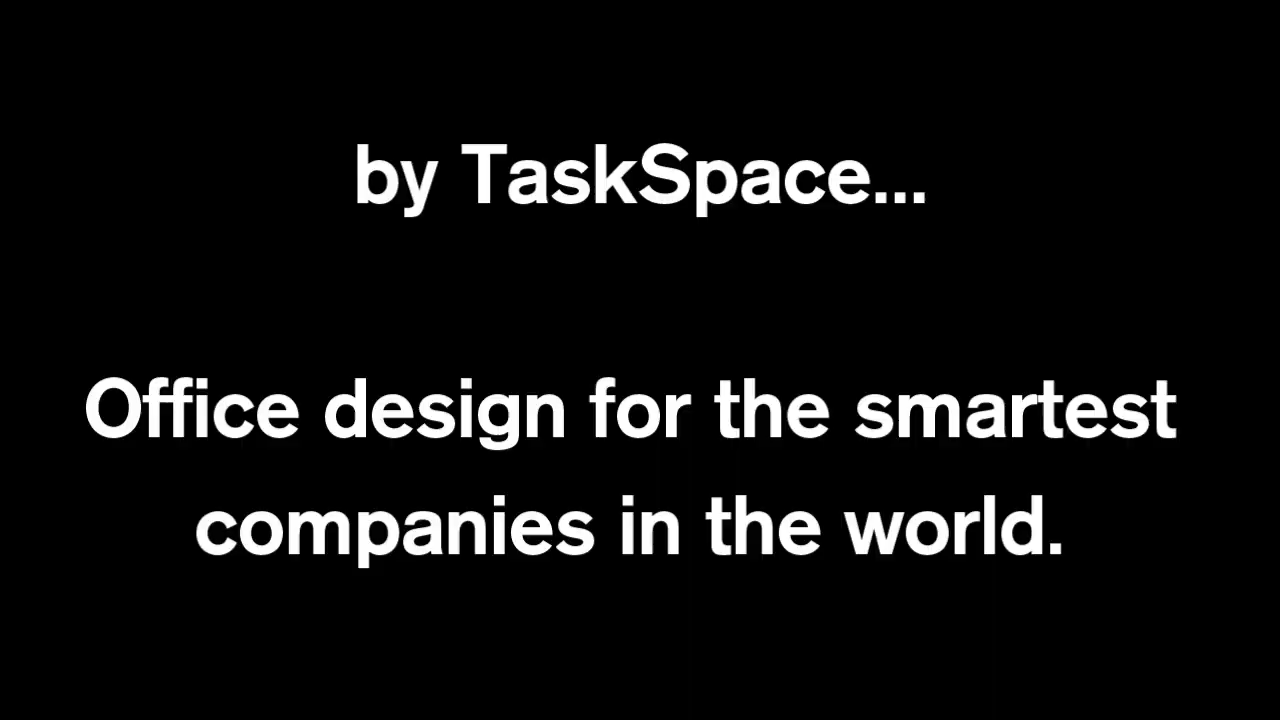 by TaskSpace...
Office design for the smartest
companies in the world.